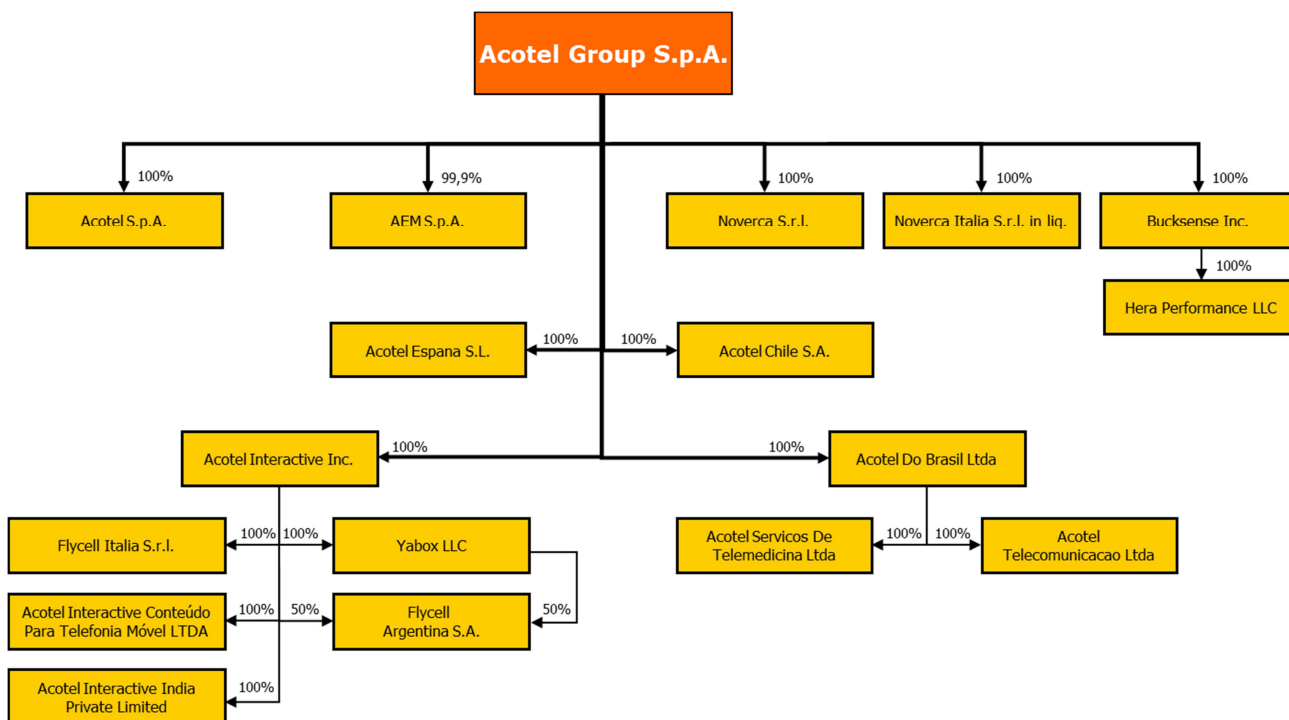 Acotel Group S.p.A.
100%
99,9%
100%
100%
100%
Acotel S.p.A.
AEM S.p.A.
Noverca S.r.l.
Noverca Italia S.r.l. in liq.
Bucksense Inc.
100%
Hera Performance LLC
Acotel Espana S.L.
100%
100%
Acotel Chile S.A.
Acotel Interactive Inc.
100%
100%
Acotel Do Brasil Ltda
Flycell Italia S.r.l.
100%
100%
Yabox LLC
Acotel Servicos De
Telemedicina Ltda
100%
100%
Acotel
Telecomunicacao Ltda
Acotel Interactive Conteúdo
Para Telefonia Móvel LTDA
100%
50%
Flycell
Argentina S.A.
50%
Acotel Interactive India
Private Limited
100%